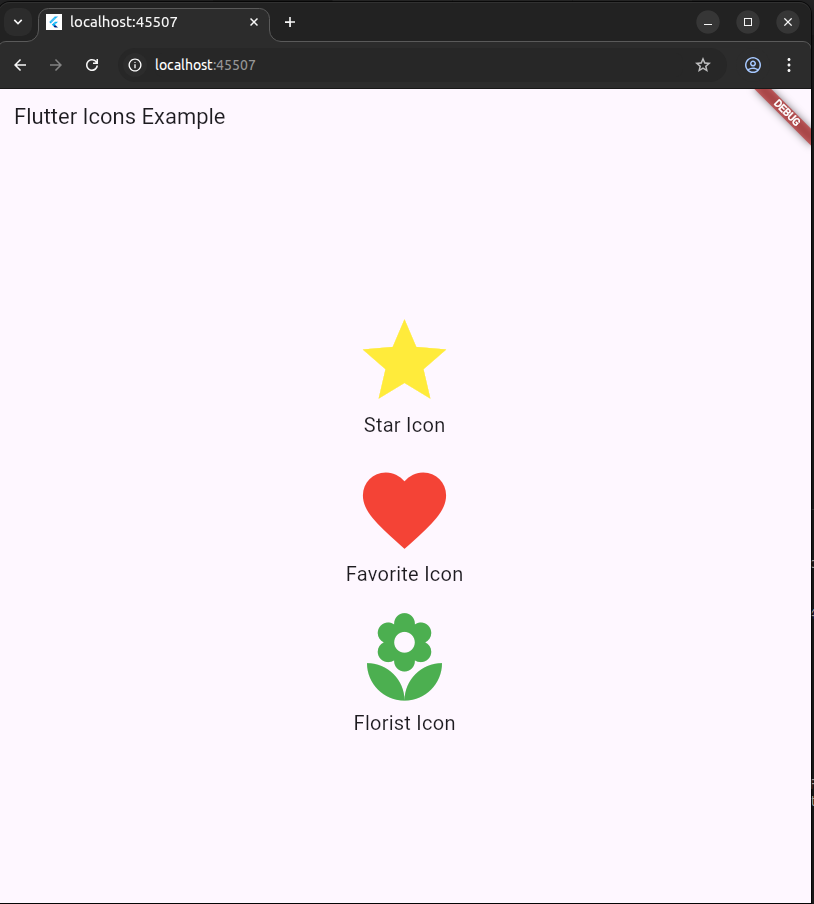 localhost:45507
localhost:45507
Flutter Icons Example
DEBUG
Star Icon
Favorite Icon
Florist Icon